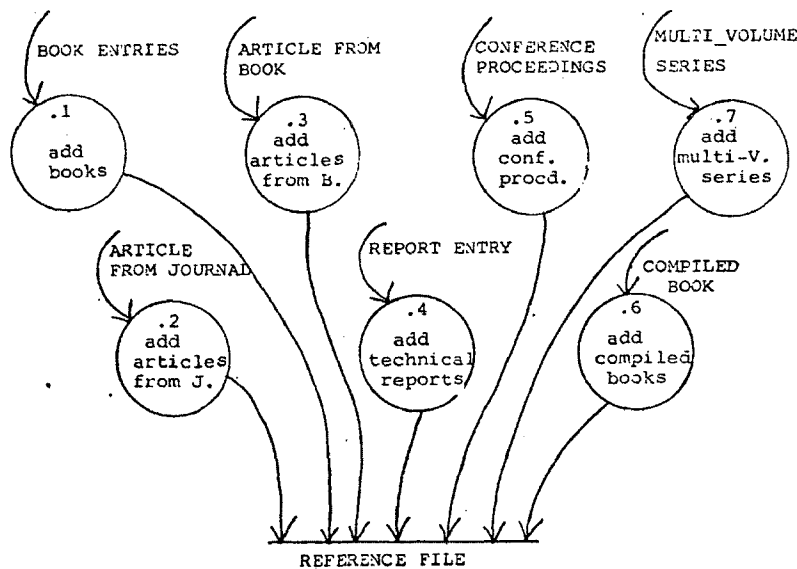 BOOK ENTRIES
ARTICLE FROM
BOOK
CONFERENCE
PROCEEDINGS
MULTI_VOLUME
SERIES
.1
add
books
.3
add
articles
from B.
.5
add
conf.
procd.
.7
add
multi-V.
series
ARTICLE
FROM JOURNAL
REPORT ENTRY
COMPILED
BOOK
.2
add
articles
from J.
.4
add
technical
reports
.6
add
compiled
books
REFERENCE FILE